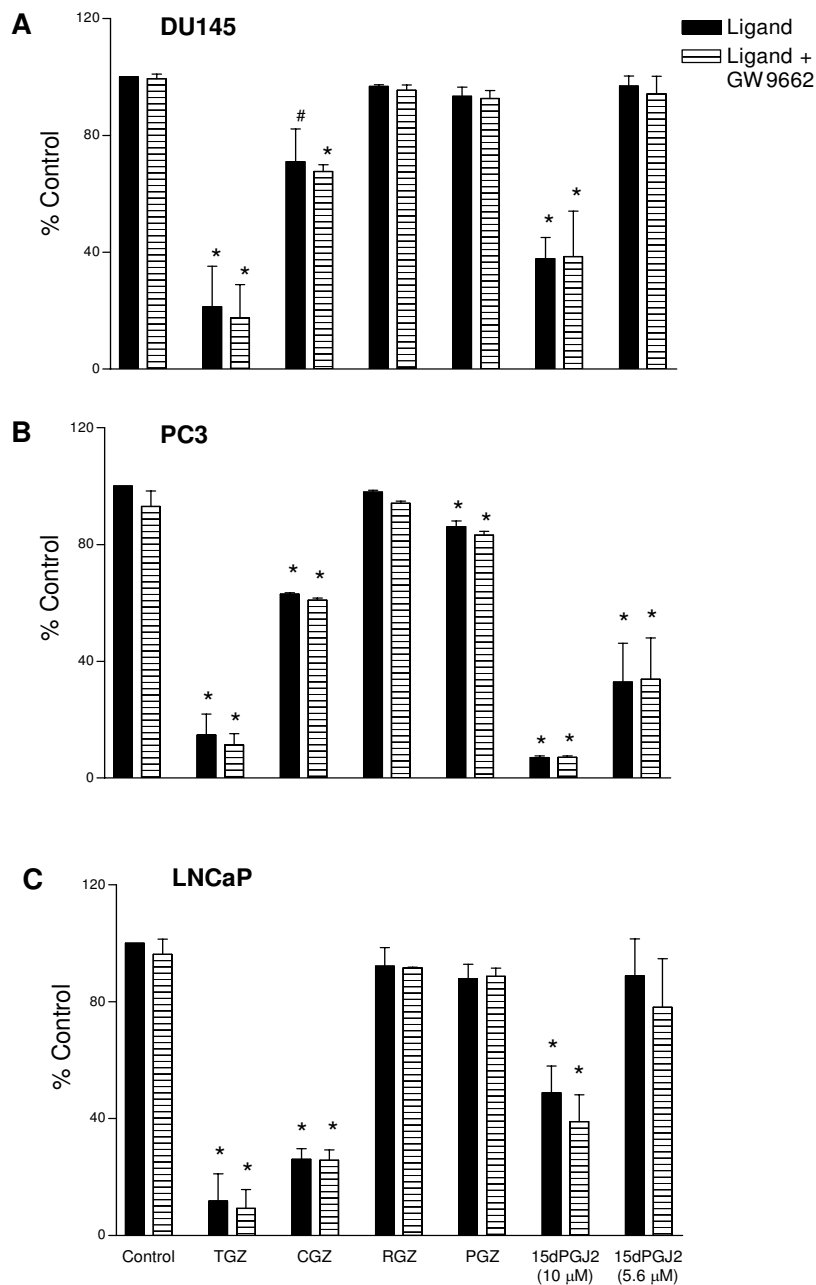 A
DU145
Ligand
Ligand +
GW9662
120
80
40
0
% Control
*
*
#
*
*
*
B
PC3
120
80
40
0
% Control
*
*
*
*
*
*
*
*
*
*
C
LNCaP
120
80
40
0
% Control
*
*
*
*
*
*
Control
TGZ
CGZ
RGZ
PGZ
15dPGJ2
(10 µM)
15dPGJ2
(5.6 µM)